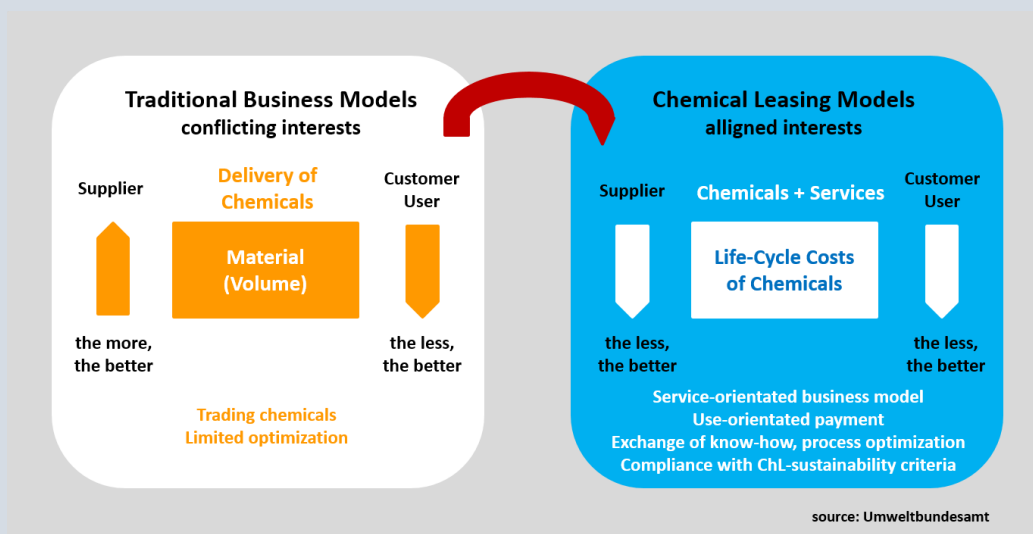 Traditional Business Models
conflicting interests
Supplier
Delivery of
Chemicals
Customer
User
Material
(Volume)
the more,
the better
the less,
the better
Trading chemicals
Limited optimization
Chemical Leasing Models
alligned interests
Supplier
Chemicals + Services
Customer
User
Life-Cycle Costs
of Chemicals
the less,
the better
the less,
the better
Service-orientated business model
Use-orientated payment
Exchange of know-how, process optimization
Compliance with ChL-sustainability criteria
source: Umweltbundesamt